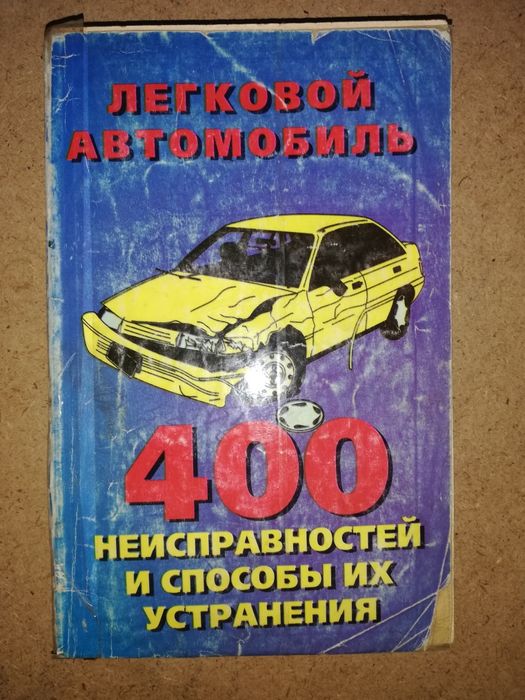 ЛЕГКОВОЙ
АВТОМОБИЛЬ
400
НЕИСПРАВНОСТЕЙ
И СПОСОБЫ ИХ
УСТРАНЕНИЯ